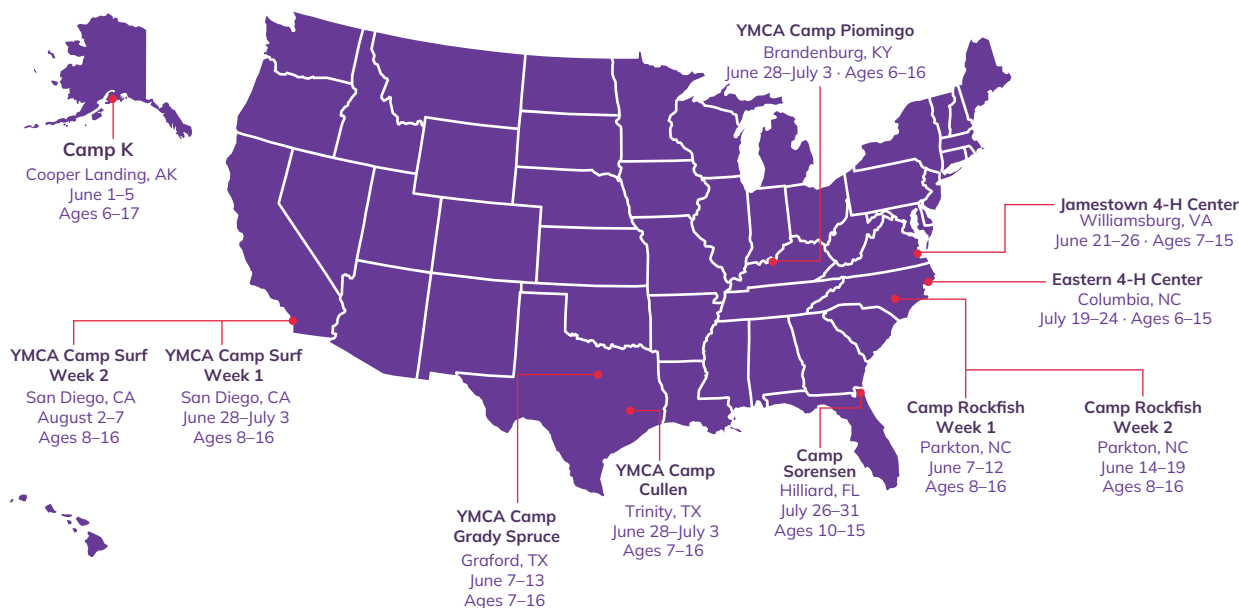 YMCA Camp Piomingo
Brandenburg, KY
June 28–July 3 · Ages 6–16
Camp K
Cooper Landing, AK
June 1–5
Ages 6–17
Jamestown 4-H Center
Williamsburg, VA
June 21–26 · Ages 7–15
Eastern 4-H Center
Columbia, NC
July 19–24 · Ages 6–15
YMCA Camp Surf
Week 2
San Diego, CA
August 2–7
Ages 8–16
YMCA Camp Surf
Week 1
San Diego, CA
June 28–July 3
Ages 8–16
YMCA Camp
Grady Spruce
Graford, TX
June 7–13
Ages 7–16
YMCA Camp
Cullen
Trinity, TX
June 28–July 3
Ages 7–16
Camp
Sorensen
Hilliard, FL
July 26–31
Ages 10–15
Camp Rockfish
Week 1
Parkton, NC
June 7–12
Ages 8–16
Camp Rockfish
Week 2
Parkton, NC
June 14–19
Ages 8–16